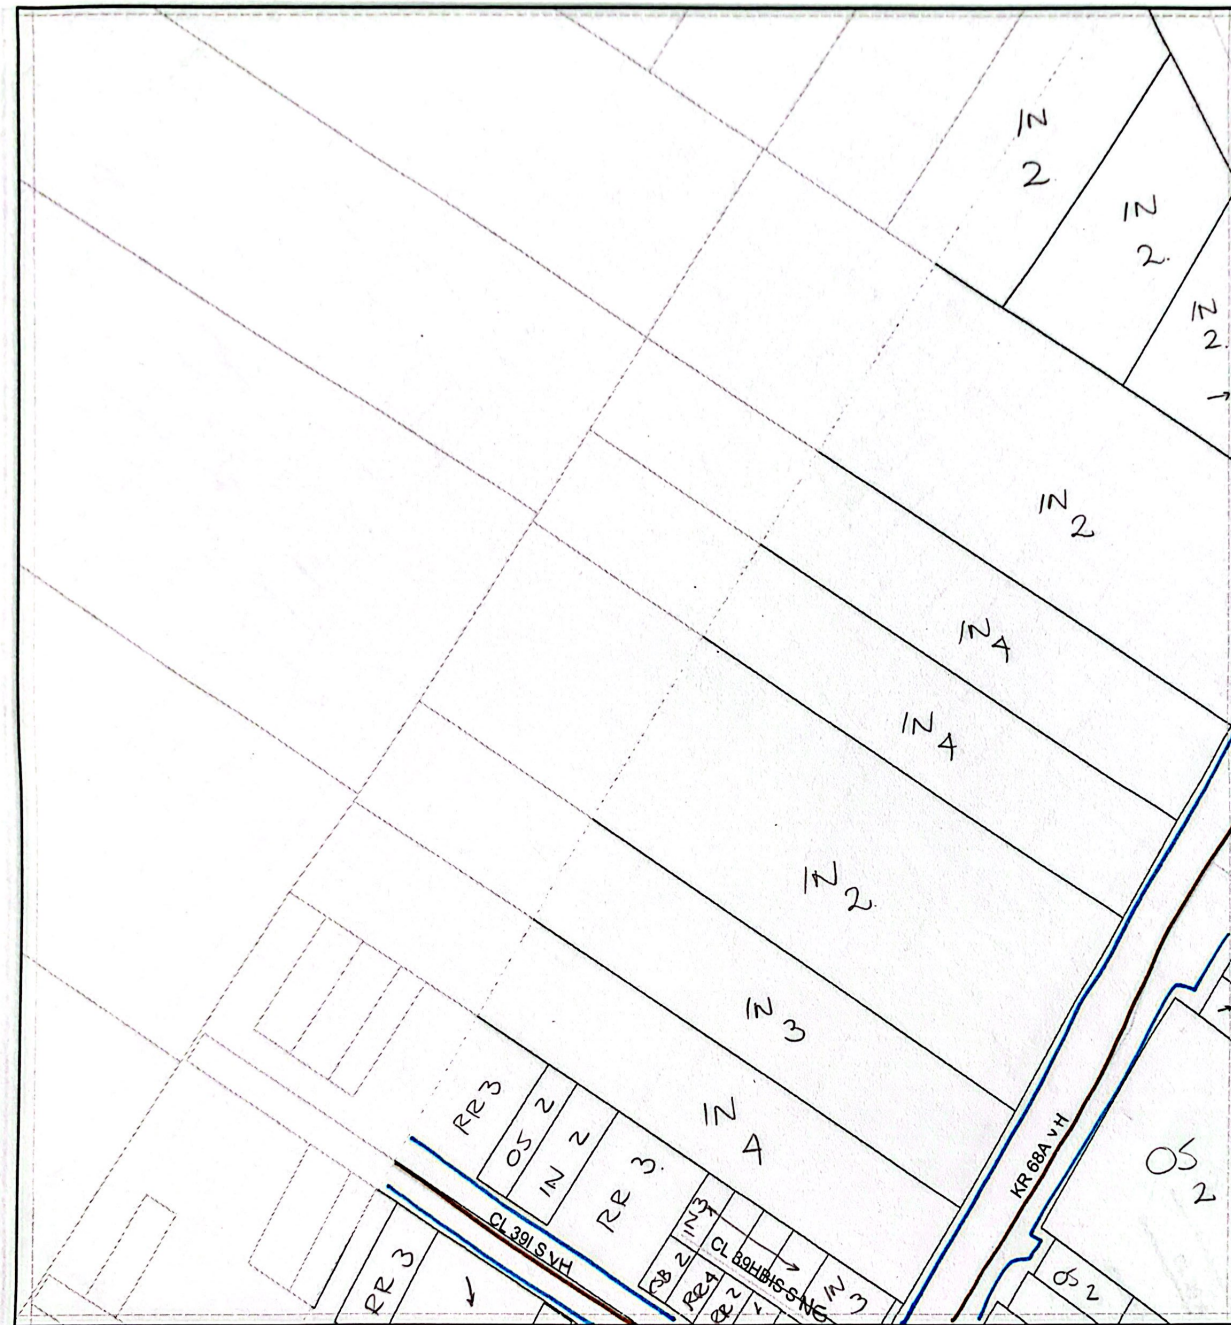 IN
2
IN
2.
IN
2.
→
IN 2
IN 4
IN 4
IN 2.
IN 3
IN
4
RR 3
OS 2
IN 2
RR 3.
IN 3
KR 68A vH
OS
2
CL 39I S vH
CL 39HBIS S NG
→
IN 3
RR4
RR 2
OS 2
RR 3
↓